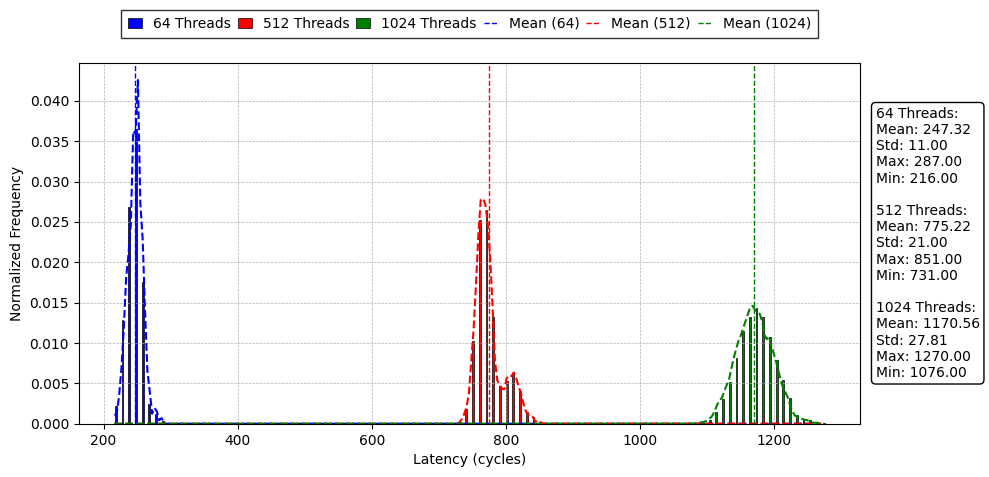 64 Threads 512 Threads 1024 Threads Mean (64) Mean (512) Mean (1024)
0.040
0.035
0.030
0.025
0.020
0.015
0.010
0.005
0.000
Normalized Frequency
200 400 600 800 1000 1200
Latency (cycles)
64 Threads:
Mean: 247.32
Std: 11.00
Max: 287.00
Min: 216.00
512 Threads:
Mean: 775.22
Std: 21.00
Max: 851.00
Min: 731.00
1024 Threads:
Mean: 1170.56
Std: 27.81
Max: 1270.00
Min: 1076.00